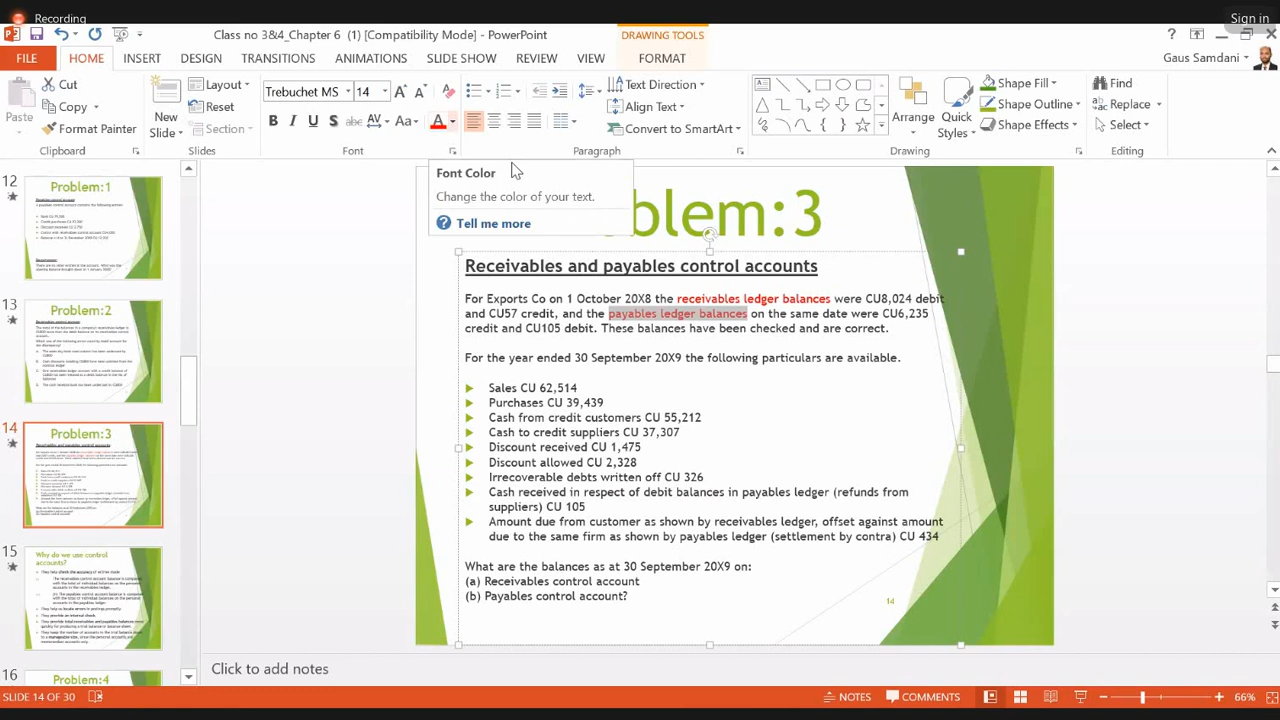 Recording
Sign in
Class no 3&4_Chapter 6 (1) [Compatibility Mode] - PowerPoint
DRAWING TOOLS
FILE HOME INSERT DESIGN TRANSITIONS ANIMATIONS SLIDE SHOW REVIEW VIEW FORMAT
Gaus Samdani
Paste
Cut
Copy
Format Painter
Clipboard
New
Slide
Layout
Reset
Section
Slides
Trebuchet MS 14
B I U S abc AV Aa A
Font
Text Direction
Align Text
Convert to SmartArt
Paragraph
Arrange
Quick
Styles
Shape Fill
Shape Outline
Shape Effects
Drawing
Find
Replace
Select
Editing
Font Color
Change the color of your text.
Tell me more
12
Problem:1
13
Problem:2
14
Problem:3
15
Why do we use control
accounts?
16
Problem:4
blem:3
Receivables and payables control accounts
For Exports Co on 1 October 20X8 the receivables ledger balances were CU8,024 debit
and CU57 credit, and the payables ledger balances on the same date were CU6,235
credit and CU105 debit. These balances have been checked and are correct.
For the year ended 30 September 20X9 the following particulars are available.
Sales CU 62,514
Purchases CU 39,439
Cash from credit customers CU 55,212
Cash to credit suppliers CU 37,307
Discount received CU 1,475
Discount allowed CU 2,328
Irrecoverable debts written off CU 326
Cash received in respect of debit balances in payables ledger (refunds from
suppliers) CU 105
Amount due from customer as shown by receivables ledger, offset against amount
due to the same firm as shown by payables ledger (settlement by contra) CU 434
What are the balances as at 30 September 20X9 on:
(a) Receivables control account
(b) Payables control account?
14
Click to add notes
SLIDE 14 OF 30
NOTES
COMMENTS
66%